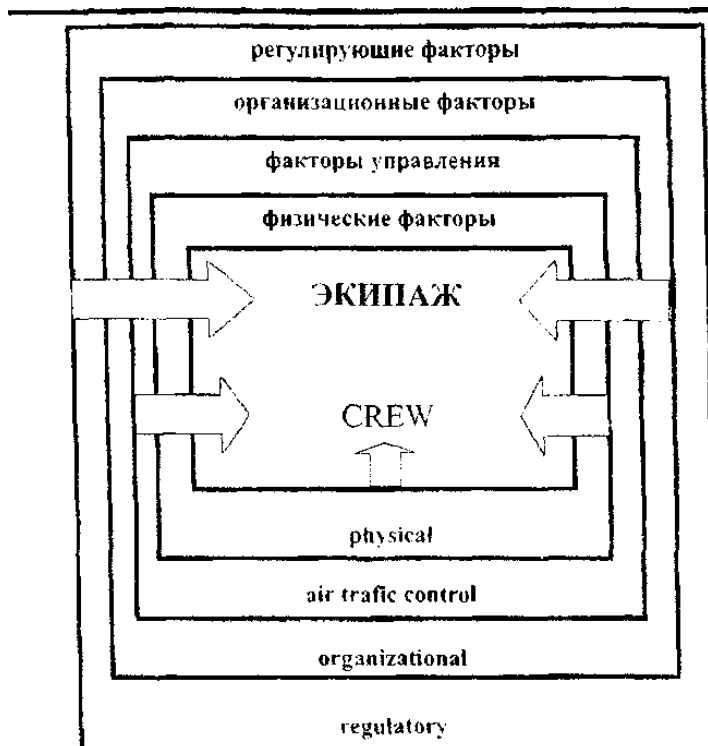 регулирующие факторы
организационные факторы
факторы управления
физические факторы
ЭКИПАЖ
CREW
physical
air trafic control
organizational
regulatory